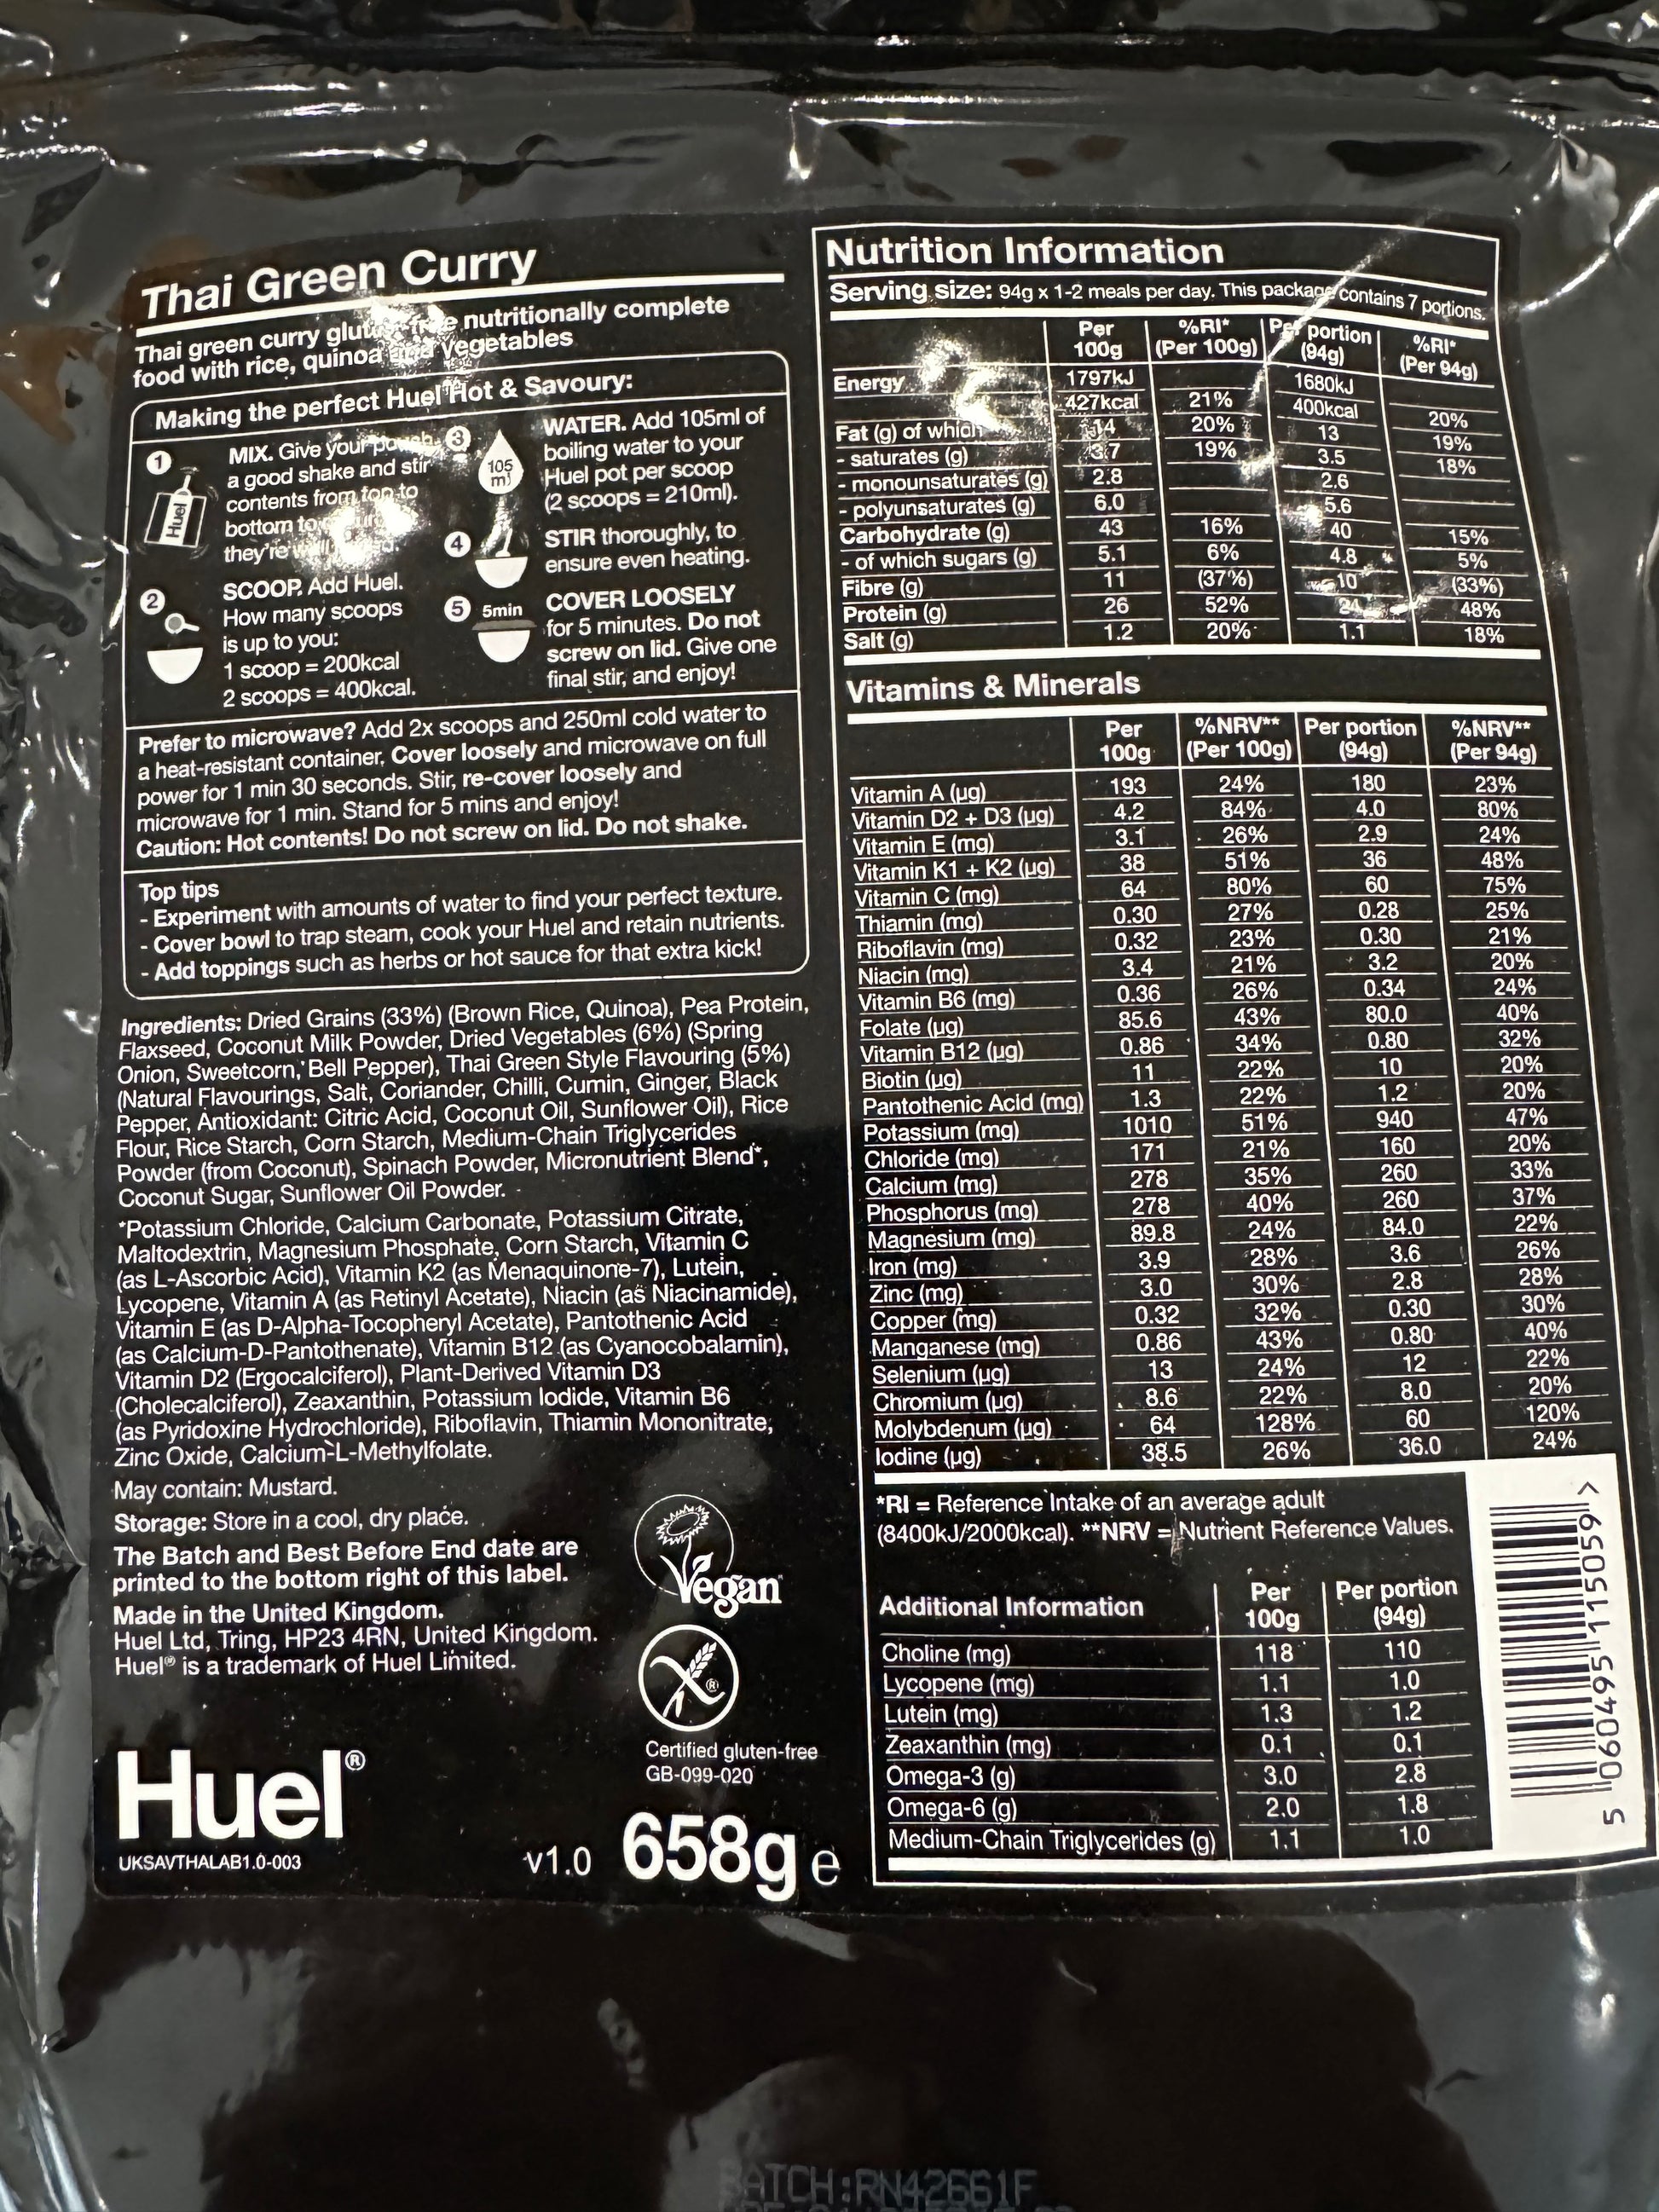 Thai Green Curry
Thai green curry nutritionally complete
food with rice, quinoa and vegetables
Making the perfect Huel Hot & Savoury:
1 MIX. Give your pouch
a good shake and stir
contents from top to
bottom to
they're
Huel
2 SCOOP. Add Huel.
How many scoops
is up to you:
1 scoop = 200kcal
2 scoops = 400kcal.
3 WATER. Add 105ml of
boiling water to your
Huel pot per scoop
(2 scoops = 210ml).
105
ml
4 STIR thoroughly, to
ensure even heating.
5 5min COVER LOOSELY
for 5 minutes. Do not
screw on lid. Give one
final stir, and enjoy!
Prefer to microwave? Add 2x scoops and 250ml cold water to
a heat-resistant container. Cover loosely and microwave on full
power for 1 min 30 seconds. Stir, re-cover loosely and
microwave for 1 min. Stand for 5 mins and enjoy!
Caution: Hot contents! Do not screw on lid. Do not shake.
Top tips
- Experiment with amounts of water to find your perfect texture.
- Cover bowl to trap steam, cook your Huel and retain nutrients.
- Add toppings such as herbs or hot sauce for that extra kick!
Ingredients: Dried Grains (33%) (Brown Rice, Quinoa), Pea Protein,
Flaxseed, Coconut Milk Powder, Dried Vegetables (6%) (Spring
Onion, Sweetcorn, Bell Pepper), Thai Green Style Flavouring (5%)
(Natural Flavourings, Salt, Coriander, Chilli, Cumin, Ginger, Black
Pepper, Antioxidant: Citric Acid, Coconut Oil, Sunflower Oil), Rice
Flour, Rice Starch, Corn Starch, Medium-Chain Triglycerides
Powder (from Coconut), Spinach Powder, Micronutrient Blend*,
Coconut Sugar, Sunflower Oil Powder.
*Potassium Chloride, Calcium Carbonate, Potassium Citrate,
Maltodextrin, Magnesium Phosphate, Corn Starch, Vitamin C
(as L-Ascorbic Acid), Vitamin K2 (as Menaquinone-7), Lutein,
Lycopene, Vitamin A (as Retinyl Acetate), Niacin (as Niacinamide),
Vitamin E (as D-Alpha-Tocopheryl Acetate), Pantothenic Acid
(as Calcium-D-Pantothenate), Vitamin B12 (as Cyanocobalamin),
Vitamin D2 (Ergocalciferol), Plant-Derived Vitamin D3
(Cholecalciferol), Zeaxanthin, Potassium Iodide, Vitamin B6
(as Pyridoxine Hydrochloride), Riboflavin, Thiamin Mononitrate,
Zinc Oxide, Calcium-L-Methylfolate.
May contain: Mustard.
Storage: Store in a cool, dry place.
The Batch and Best Before End date are
printed to the bottom right of this label.
Made in the United Kingdom.
Huel Ltd, Tring, HP23 4RN, United Kingdom.
Huel® is a trademark of Huel Limited.
Vegan
Certified gluten-free
GB-099-020
Huel®
UKSAVTHALAB1.0-003
v1.0 658g e
Nutrition Information
Serving size: 94g x 1-2 meals per day. This package contains 7 portions.
Per 100g %RI* (Per 100g) Per portion (94g) %RI* (Per 94g)
Energy 1797kJ 1680kJ
427kcal 21% 400kcal 20%
Fat (g) of which 14 20% 13 19%
- saturates (g) 3.7 19% 3.5 18%
- monounsaturates (g) 2.8 2.6
- polyunsaturates (g) 6.0 5.6
Carbohydrate (g) 43 16% 40 15%
- of which sugars (g) 5.1 6% 4.8 5%
Fibre (g) 11 (37%) 10 (33%)
Protein (g) 26 52% 24 48%
Salt (g) 1.2 20% 1.1 18%
Vitamins & Minerals
Per 100g %NRV** (Per 100g) Per portion (94g) %NRV** (Per 94g)
Vitamin A (µg) 193 24% 180 23%
Vitamin D2 + D3 (µg) 4.2 84% 4.0 80%
Vitamin E (mg) 3.1 26% 2.9 24%
Vitamin K1 + K2 (µg) 38 51% 36 48%
Vitamin C (mg) 64 80% 60 75%
Thiamin (mg) 0.30 27% 0.28 25%
Riboflavin (mg) 0.32 23% 0.30 21%
Niacin (mg) 3.4 21% 3.2 20%
Vitamin B6 (mg) 0.36 26% 0.34 24%
Folate (µg) 85.6 43% 80.0 40%
Vitamin B12 (µg) 0.86 34% 0.80 32%
Biotin (µg) 11 22% 10 20%
Pantothenic Acid (mg) 1.3 22% 1.2 20%
Potassium (mg) 1010 51% 940 47%
Chloride (mg) 171 21% 160 20%
Calcium (mg) 278 35% 260 33%
Phosphorus (mg) 278 40% 260 37%
Magnesium (mg) 89.8 24% 84.0 22%
Iron (mg) 3.9 28% 3.6 26%
Zinc (mg) 3.0 30% 2.8 28%
Copper (mg) 0.32 32% 0.30 30%
Manganese (mg) 0.86 43% 0.80 40%
Selenium (µg) 13 24% 12 22%
Chromium (µg) 8.6 22% 8.0 20%
Molybdenum (µg) 64 128% 60 120%
Iodine (µg) 38.5 26% 36.0 24%
*RI = Reference Intake of an average adult
(8400kJ/2000kcal). **NRV = Nutrient Reference Values.
Additional Information Per 100g Per portion (94g)
Choline (mg) 118 110
Lycopene (mg) 1.1 1.0
Lutein (mg) 1.3 1.2
Zeaxanthin (mg) 0.1 0.1
Omega-3 (g) 3.0 2.8
Omega-6 (g) 2.0 1.8
Medium-Chain Triglycerides (g) 1.1 1.0
5 060495 115059 >
BATCH:RN42661F